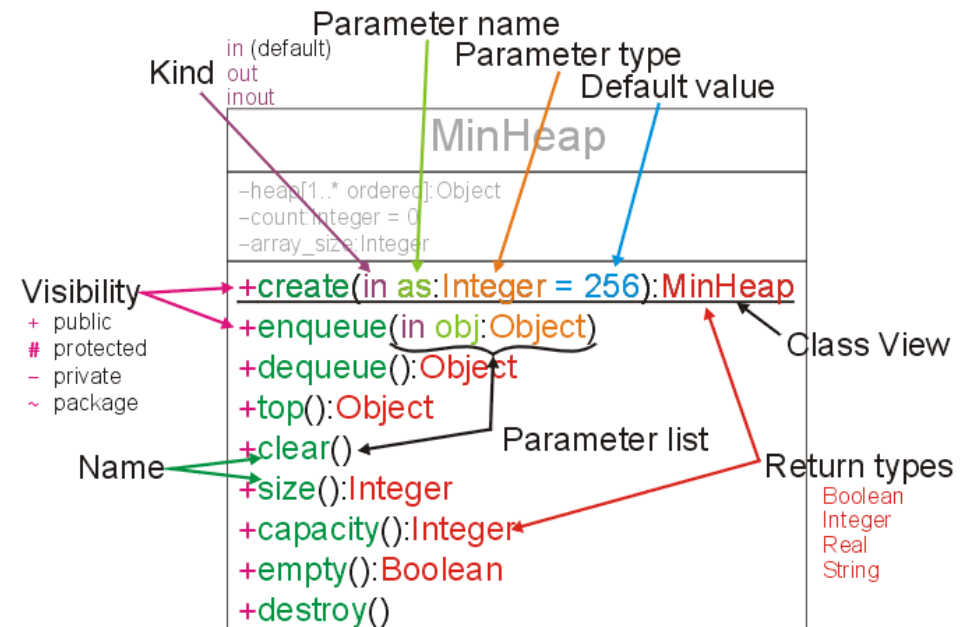 Parameter name
in (default)
Parameter type
Kind
out
Default value
inout
MinHeap
–heap[1..* ordered]:Object
–count:Integer = 0
–array_size:Integer
Visibility
+ public
# protected
– private
~ package
+create(in as:Integer = 256):MinHeap
+enqueue(in obj:Object)
Class View
+dequeue():Object
+top():Object
+clear()
Parameter list
Name
Return types
Boolean
Integer
Real
String
+size():Integer
+capacity():Integer
+empty():Boolean
+destroy()